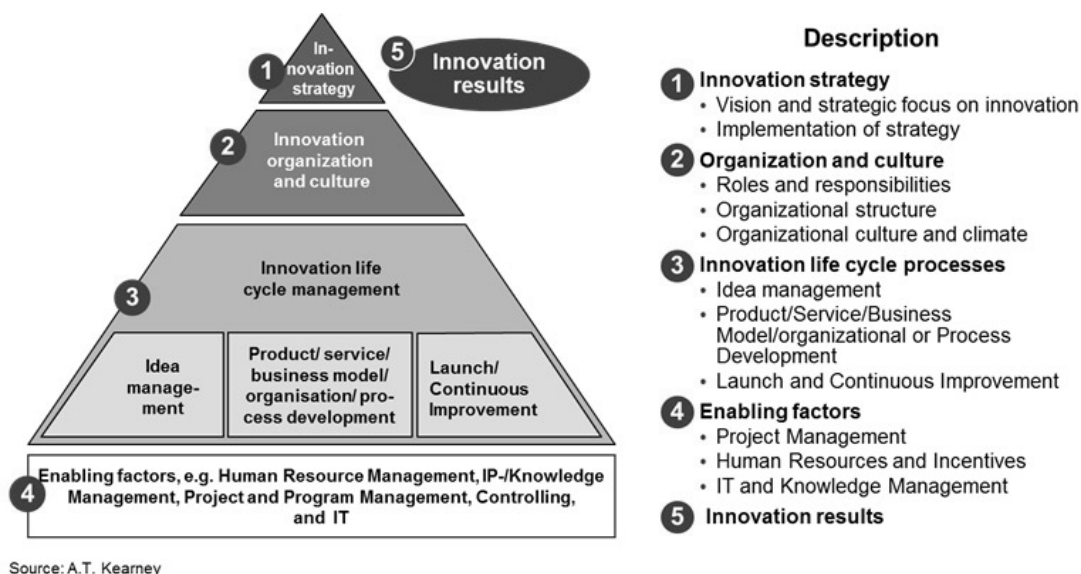 1
In-
novation
strategy
5
Innovation
results
2
Innovation
organization
and culture
3
Innovation life
cycle management
Idea
manage-
ment
Product/ service/
business model/
organisation/ pro-
cess development
Launch/
Continuous
Improvement
4
Enabling factors, e.g. Human Resource Management, IP-/Knowledge
Management, Project and Program Management, Controlling,
and IT
Source: A.T. Kearney
Description
1 Innovation strategy
• Vision and strategic focus on innovation
• Implementation of strategy
2 Organization and culture
• Roles and responsibilities
• Organizational structure
• Organizational culture and climate
3 Innovation life cycle processes
• Idea management
• Product/Service/Business
Model/organizational or Process
Development
• Launch and Continuous Improvement
4 Enabling factors
• Project Management
• Human Resources and Incentives
• IT and Knowledge Management
5 Innovation results